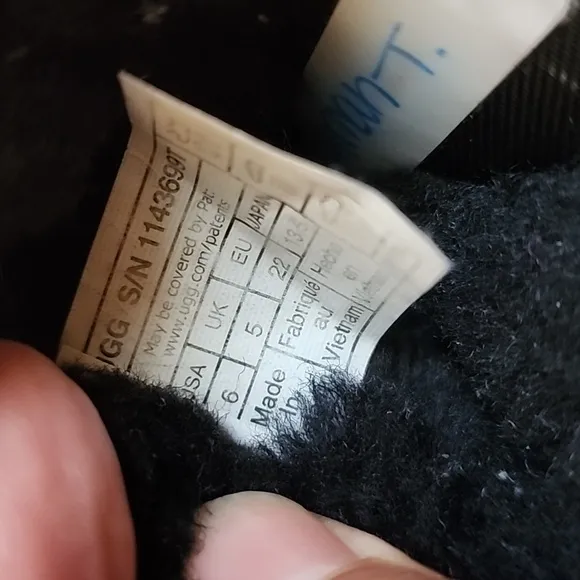 UGG S/N 1143699T
May be covered by Pat:
www.ugg.com/patents
USA UK EU JAPAN
6 5 22 13.5
Made In
Fabriqué au Vietnam
Hecho en
T.